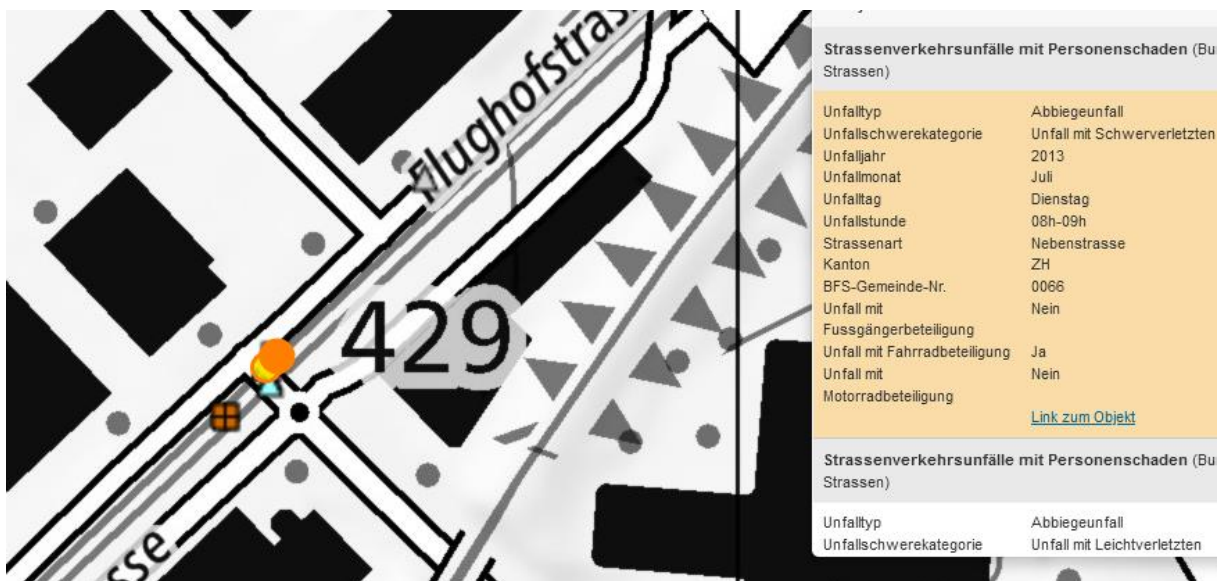 Flughofstras
429
sse
Strassenverkehrsunfälle mit Personenschaden (Bu
Strassen)
Unfalltyp Abbiegeunfall
Unfallschwerekategorie Unfall mit Schwerverletzten
Unfalljahr 2013
Unfallmonat Juli
Unfalltag Dienstag
Unfallstunde 08h-09h
Strassenart Nebenstrasse
Kanton ZH
BFS-Gemeinde-Nr. 0066
Unfall mit Nein
Fussgängerbeteiligung
Unfall mit Fahrradbeteiligung Ja
Unfall mit Nein
Motorradbeteiligung
Link zum Objekt
Strassenverkehrsunfälle mit Personenschaden (Bu
Strassen)
Unfalltyp Abbiegeunfall
Unfallschwerekategorie Unfall mit Leichtverletzten